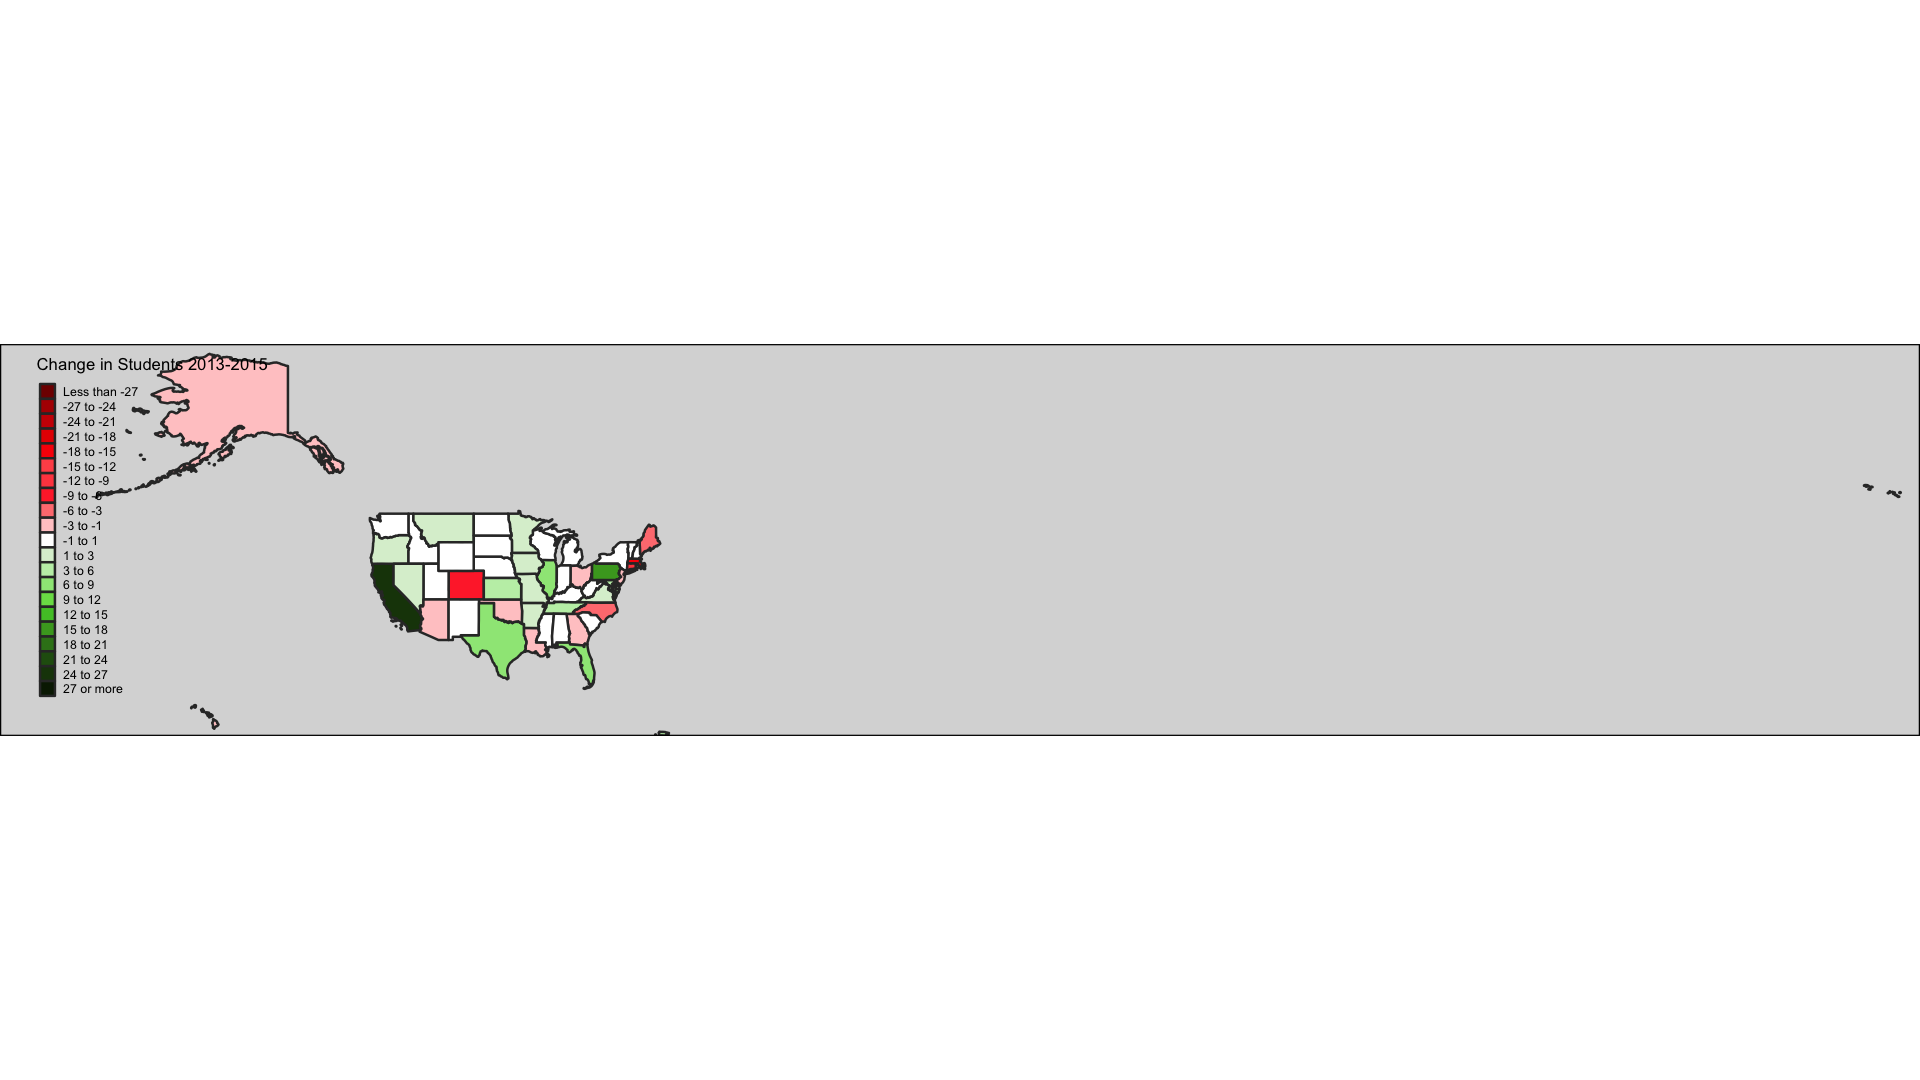 Change in Students 2013-2015
Less than -27
-27 to -24
-24 to -21
-21 to -18
-18 to -15
-15 to -12
-12 to -9
-9 to -6
-6 to -3
-3 to -1
-1 to 1
1 to 3
3 to 6
6 to 9
9 to 12
12 to 15
15 to 18
18 to 21
21 to 24
24 to 27
27 or more